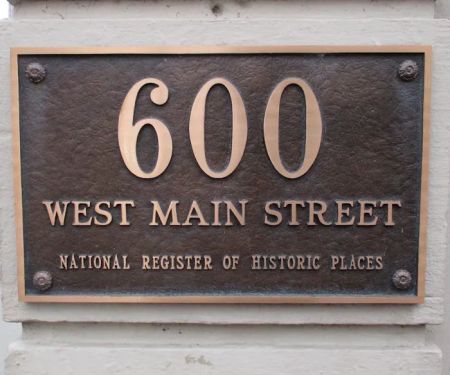 600
WEST MAIN STREET
NATIONAL REGISTER OF HISTORIC PLACES